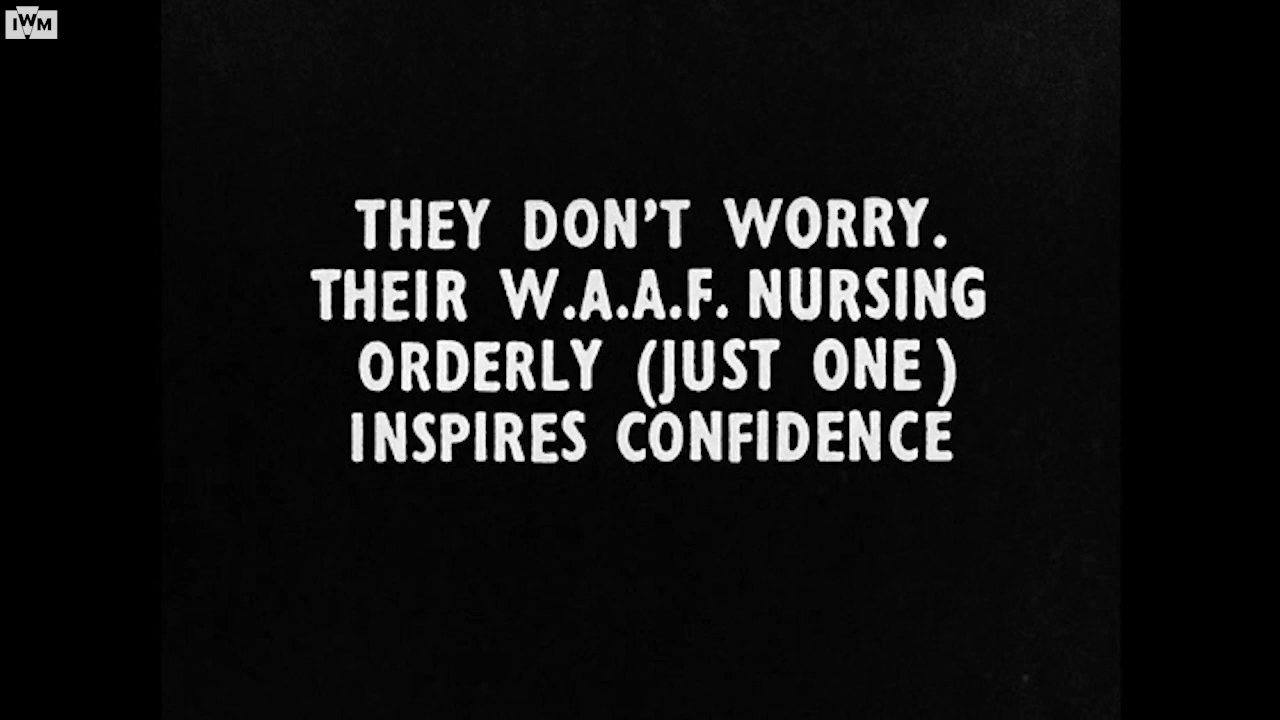 IWM
THEY DON'T WORRY.
THEIR W.A.A.F. NURSING
ORDERLY (JUST ONE)
INSPIRES CONFIDENCE